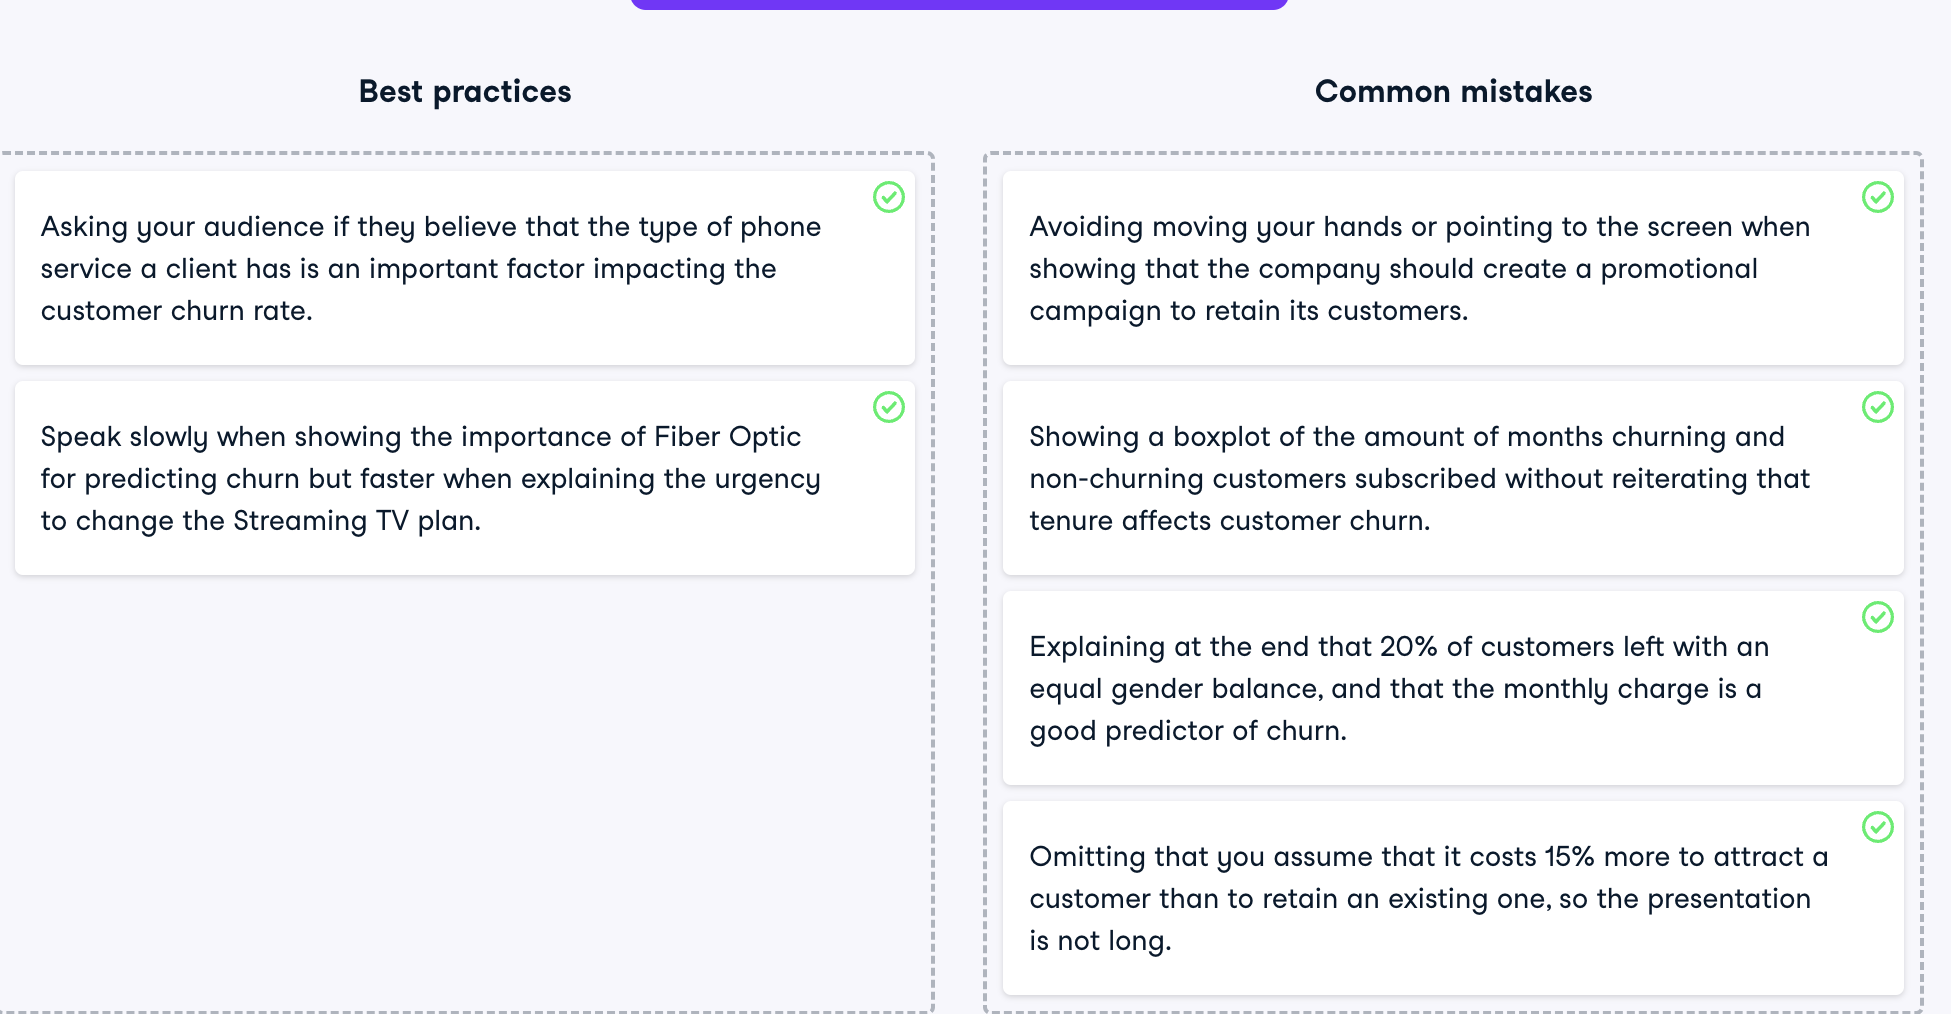 Best practices
Asking your audience if they believe that the type of phone
service a client has is an important factor impacting the
customer churn rate.
Speak slowly when showing the importance of Fiber Optic
for predicting churn but faster when explaining the urgency
to change the Streaming TV plan.
Common mistakes
Avoiding moving your hands or pointing to the screen when
showing that the company should create a promotional
campaign to retain its customers.
Showing a boxplot of the amount of months churning and
non-churning customers subscribed without reiterating that
tenure affects customer churn.
Explaining at the end that 20% of customers left with an
equal gender balance, and that the monthly charge is a
good predictor of churn.
Omitting that you assume that it costs 15% more to attract a
customer than to retain an existing one, so the presentation
is not long.